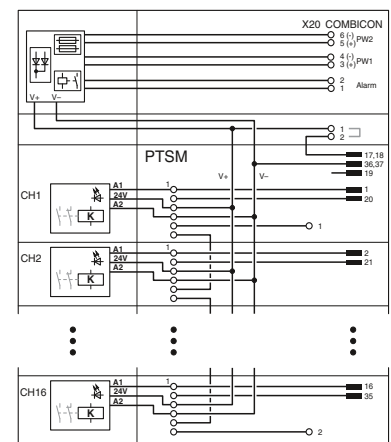 X20 COMBICON
6 (-)
5 (+) PW2
4 (-)
3 (+) PW1
2
1 Alarm
V+ V–
1
2
PTSM
17,18
V+ V–
36,37
19
CH1
A1
24V
A2
K
1
1
20
1
CH2
A1
24V
A2
K
1
2
21
CH16
A1
24V
A2
K
1
16
35
2